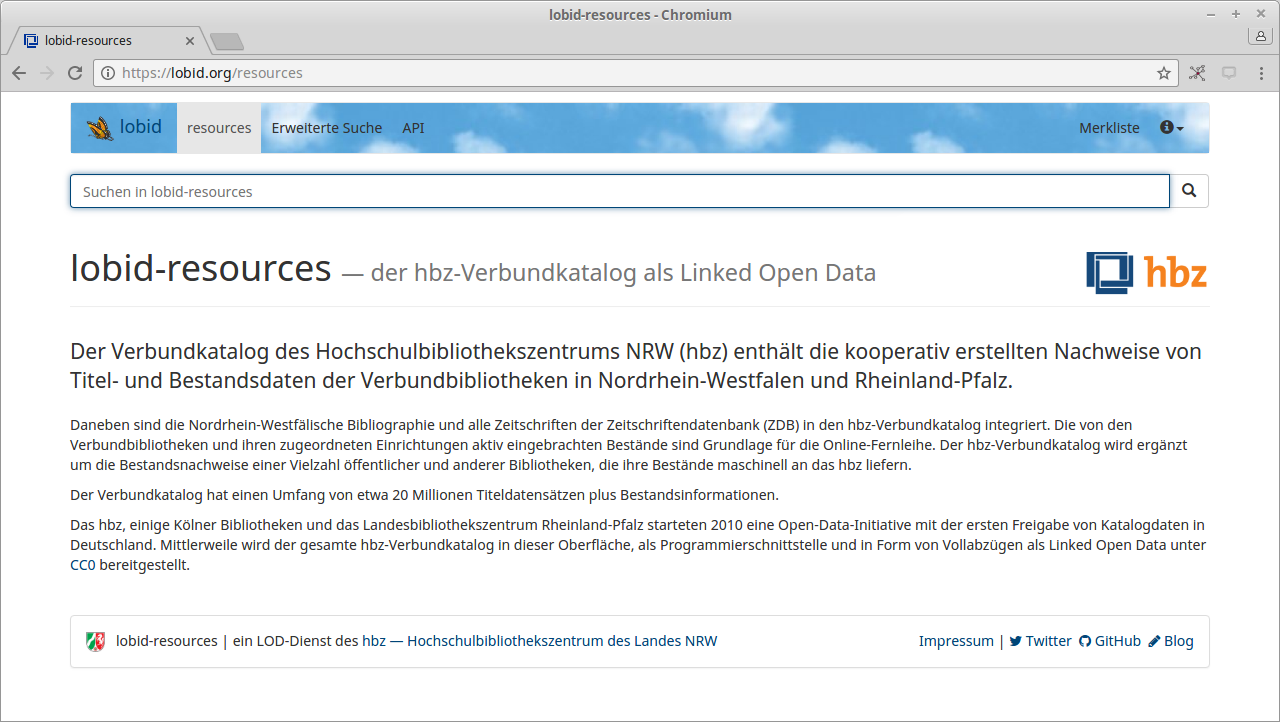 lobid-resources - Chromium
lobid-resources
https://lobid.org/resources
lobid resources Erweiterte Suche API Merkliste
Suchen in lobid-resources
lobid-resources — der hbz-Verbundkatalog als Linked Open Data hbz
Der Verbundkatalog des Hochschulbibliothekszentrums NRW (hbz) enthält die kooperativ erstellten Nachweise von
Titel- und Bestandsdaten der Verbundbibliotheken in Nordrhein-Westfalen und Rheinland-Pfalz.
Daneben sind die Nordrhein-Westfälische Bibliographie und alle Zeitschriften der Zeitschriftendatenbank (ZDB) in den hbz-Verbundkatalog integriert. Die von den
Verbundbibliotheken und ihren zugeordneten Einrichtungen aktiv eingebrachten Bestände sind Grundlage für die Online-Fernleihe. Der hbz-Verbundkatalog wird ergänzt
um die Bestandsnachweise einer Vielzahl öffentlicher und anderer Bibliotheken, die ihre Bestände maschinell an das hbz liefern.
Der Verbundkatalog hat einen Umfang von etwa 20 Millionen Titeldatensätzen plus Bestandsinformationen.
Das hbz, einige Kölner Bibliotheken und das Landesbibliothekszentrum Rheinland-Pfalz starteten 2010 eine Open-Data-Initiative mit der ersten Freigabe von Katalogdaten in
Deutschland. Mittlerweile wird der gesamte hbz-Verbundkatalog in dieser Oberfläche, als Programmierschnittstelle und in Form von Vollabzügen als Linked Open Data unter
CC0 bereitgestellt.
lobid-resources | ein LOD-Dienst des hbz — Hochschulbibliothekszentrum des Landes NRW Impressum | Twitter GitHub Blog